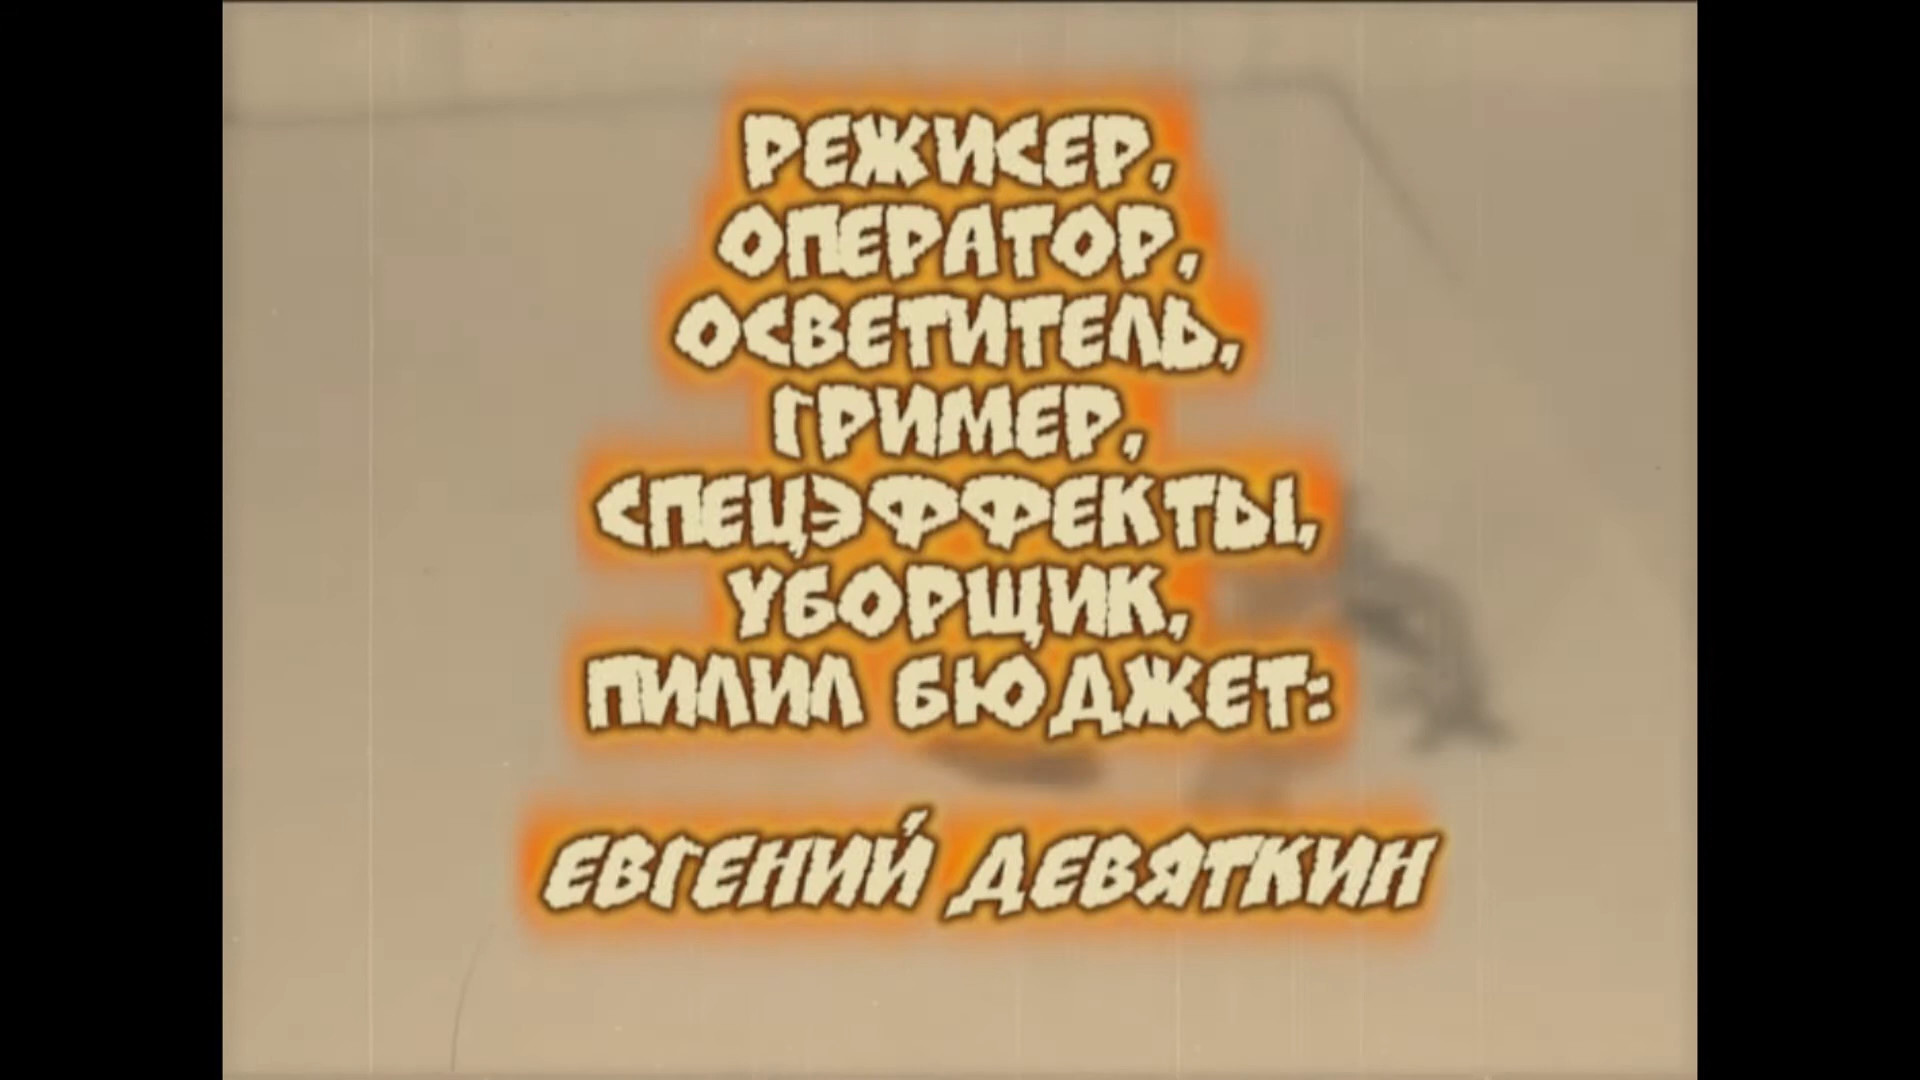 РЕЖИСЕР,
ОПЕРАТОР,
ОСВЕТИТЕЛЬ,
ГРИМЕР,
СПЕЦЭФФЕКТЫ,
УБОРЩИК,
ПИЛИЛ БЮДЖЕТ:
ЕВГЕНИЙ ДЕВЯТКИН